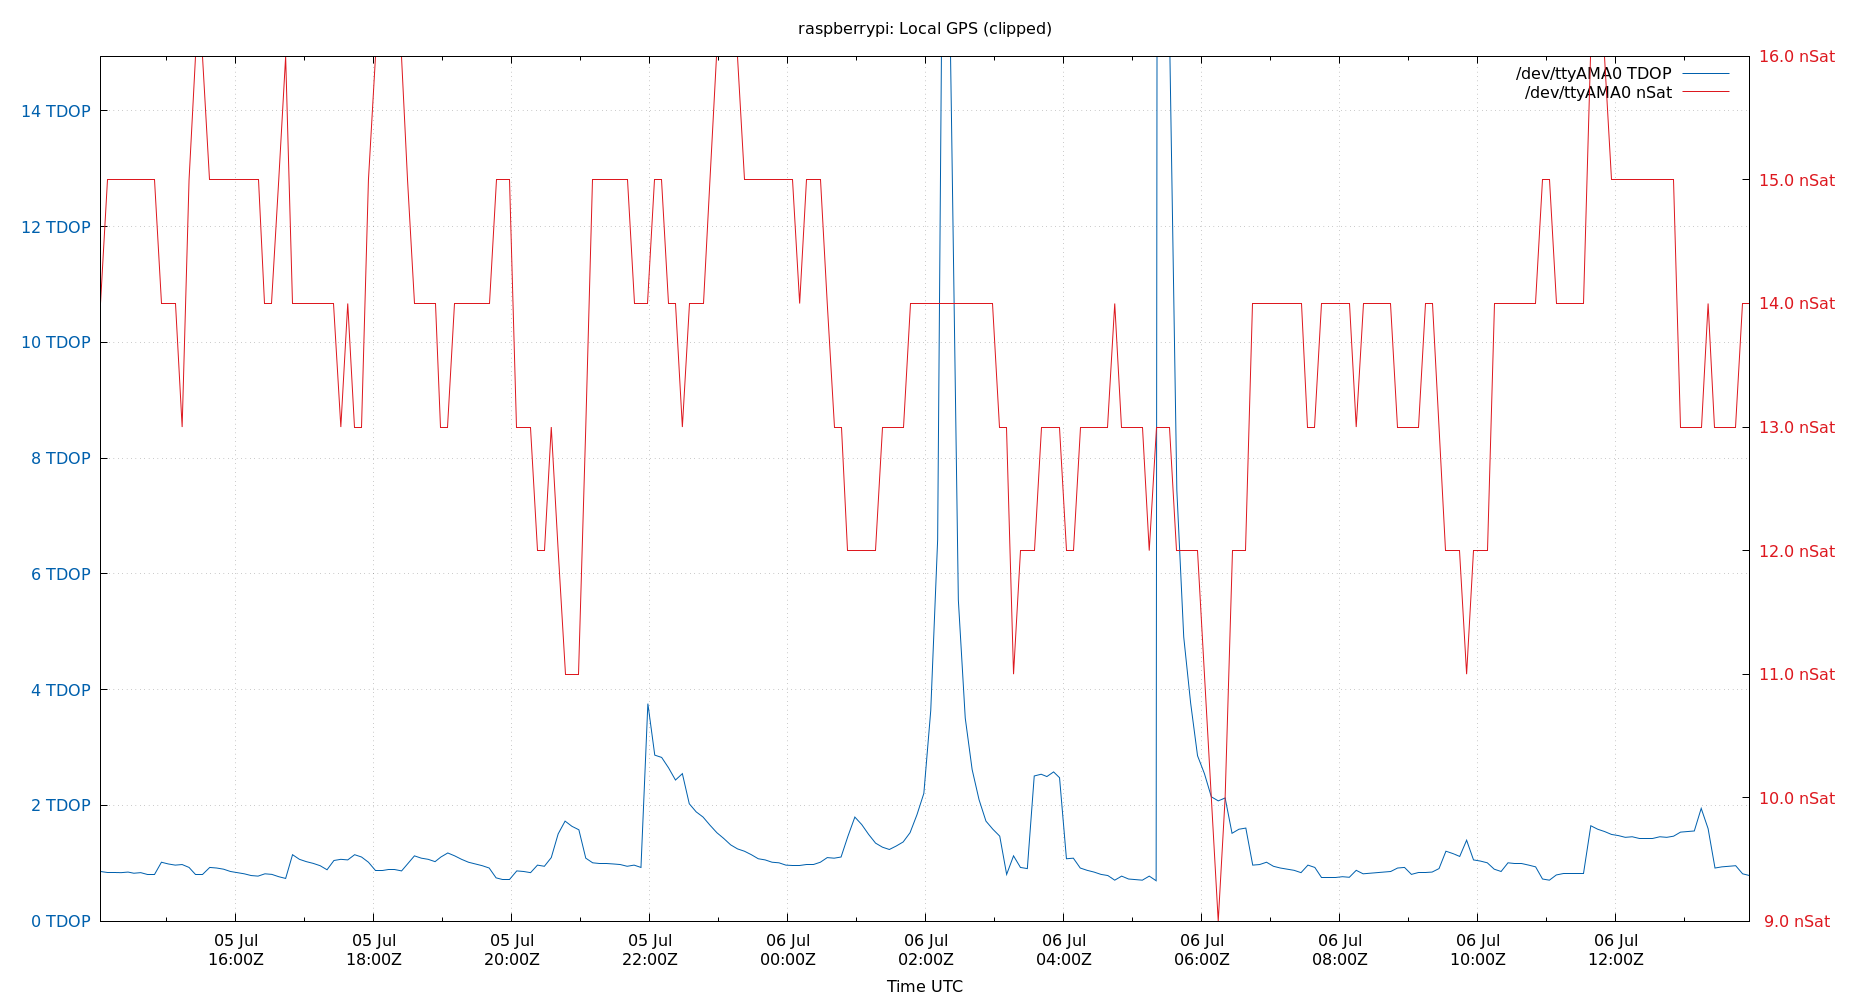 raspberrypi: Local GPS (clipped)
16.0 nSat
/dev/ttyAMA0 TDOP
/dev/ttyAMA0 nSat
14 TDOP
15.0 nSat
12 TDOP
14.0 nSat
10 TDOP
13.0 nSat
8 TDOP
12.0 nSat
6 TDOP
11.0 nSat
4 TDOP
10.0 nSat
2 TDOP
0 TDOP
9.0 nSat
05 Jul 05 Jul 05 Jul 05 Jul 06 Jul 06 Jul 06 Jul 06 Jul 06 Jul 06 Jul 06 Jul
16:00Z 18:00Z 20:00Z 22:00Z 00:00Z 02:00Z 04:00Z 06:00Z 08:00Z 10:00Z 12:00Z
Time UTC